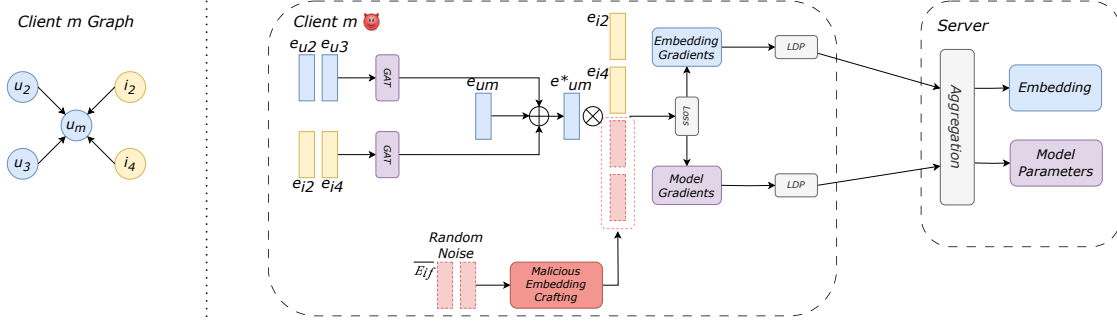 Client m Graph
u2
i2
um
u3
i4
Client m
eu2 eu3
GAT
eum
e*um
ei2
ei4
ei2 ei4
GAT
Embedding
Gradients
LDP
Loss
Model
Gradients
LDP
Random
Noise
Eif
Malicious
Embedding
Crafting
Server
Aggregation
Embedding
Model
Parameters